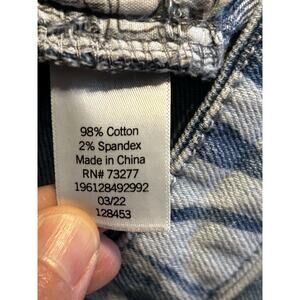 98% Cotton
2% Spandex
Made in China
RN# 73277
196128492992
03/22
128453